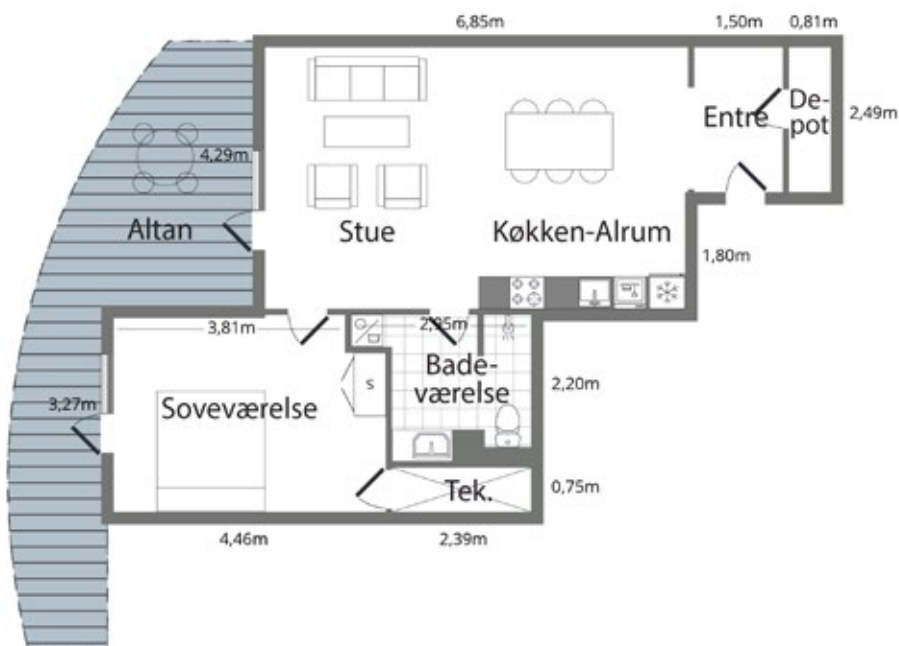 6,85m
1,50m
0,81m
Entre
De-
pot
2,49m
4,29m
Altan
Stue
Køkken-Alrum
1,80m
3,81m
2,95m
Bade-
værelse
S
2,20m
3,27m
Soveværelse
Tek.
0,75m
4,46m
2,39m